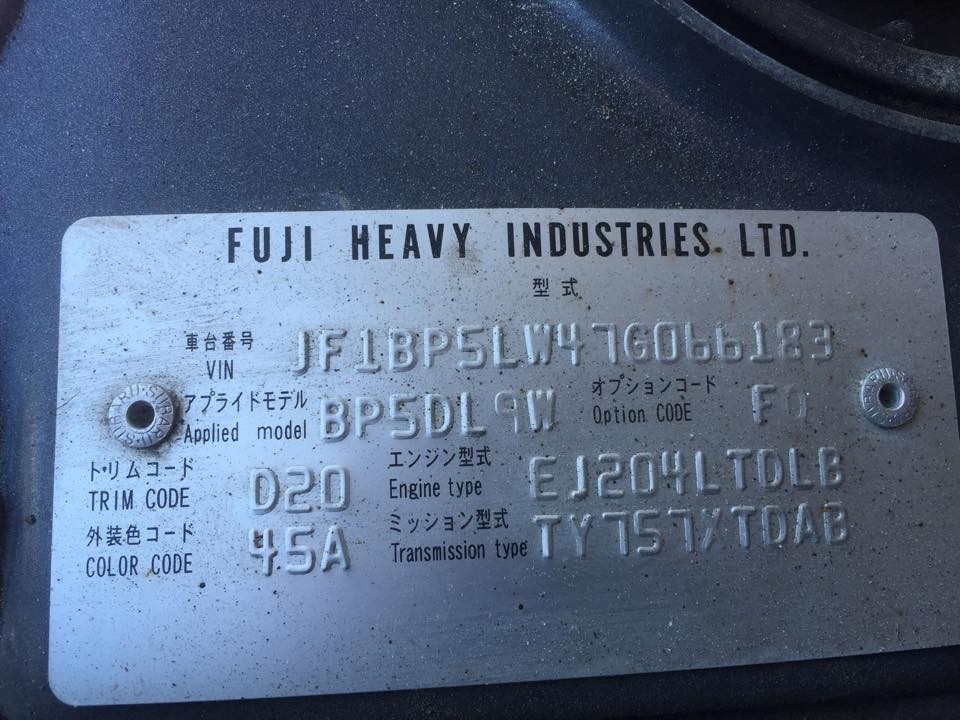 FUJI HEAVY INDUSTRIES LTD.
型式
車台番号 VIN JF1BP5LW47G066183
アプライドモデル Applied model BP5DL9W オプションコード Option CODE
トリムコード TRIM CODE D20 エンジン型式 Engine type EJ204LTDLB
外装色コード COLOR CODE 45A ミッション型式 Transmission type TY757XTDAB
SUBARU
SUBARU